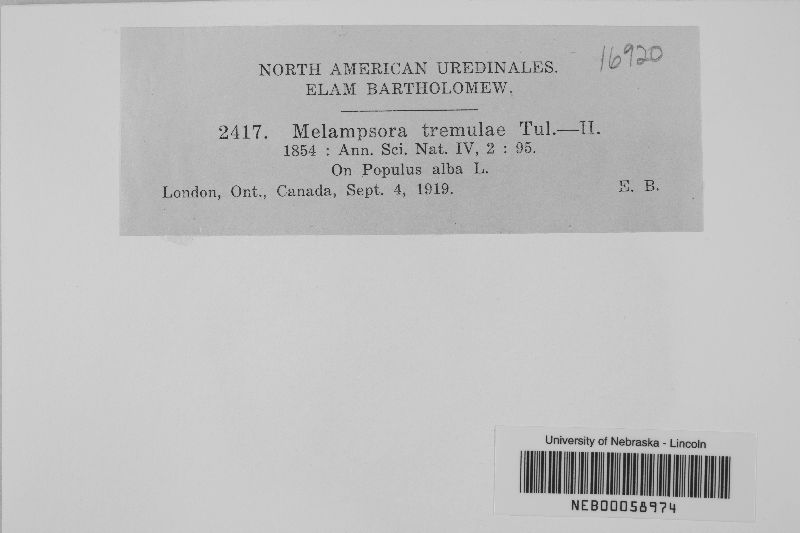 16920
NORTH AMERICAN UREDINALES.
ELAM BARTHOLOMEW.
2417. Melampsora tremulae Tul.—II.
1854 : Ann. Sci. Nat. IV, 2 : 95.
On Populus alba L.
London, Ont., Canada, Sept. 4, 1919. E. B.
University of Nebraska - Lincoln
NEB00058974